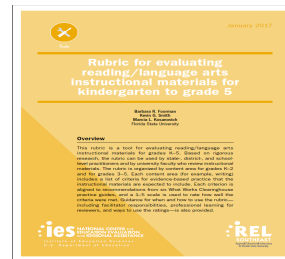 January 2017
Tools
Rubric for evaluating
reading/language arts
instructional materials for
kindergarten to grade 5
Barbara R. Foorman
Kevin G. Smith
Marcia L. Kosanovich
Florida State University
Overview
This rubric is a tool for evaluating reading/language arts
instructional materials for grades K–5. Based on rigorous
research, the rubric can be used by state-, district-, and school-
level practitioners and by university faculty who review instructional
materials. The rubric is organized by content area for grades K–2
and for grades 3–5. Each content area (for example, writing)
includes a list of criteria for evidence-based practice that the
instructional materials are expected to include. Each criterion is
aligned to recommendations from six What Works Clearinghouse
practice guides, and a 1–5 scale is used to rate how well the
criteria were met. Guidance for when and how to use the rubric—
including facilitator responsibilities, professional learning for
reviewers, and ways to use the ratings—is also provided.
ies NATIONAL CENTER FOR
EDUCATION EVALUATION
AND REGIONAL ASSISTANCE
Institute of Education Sciences
U.S. Department of Education
REL
SOUTHEAST